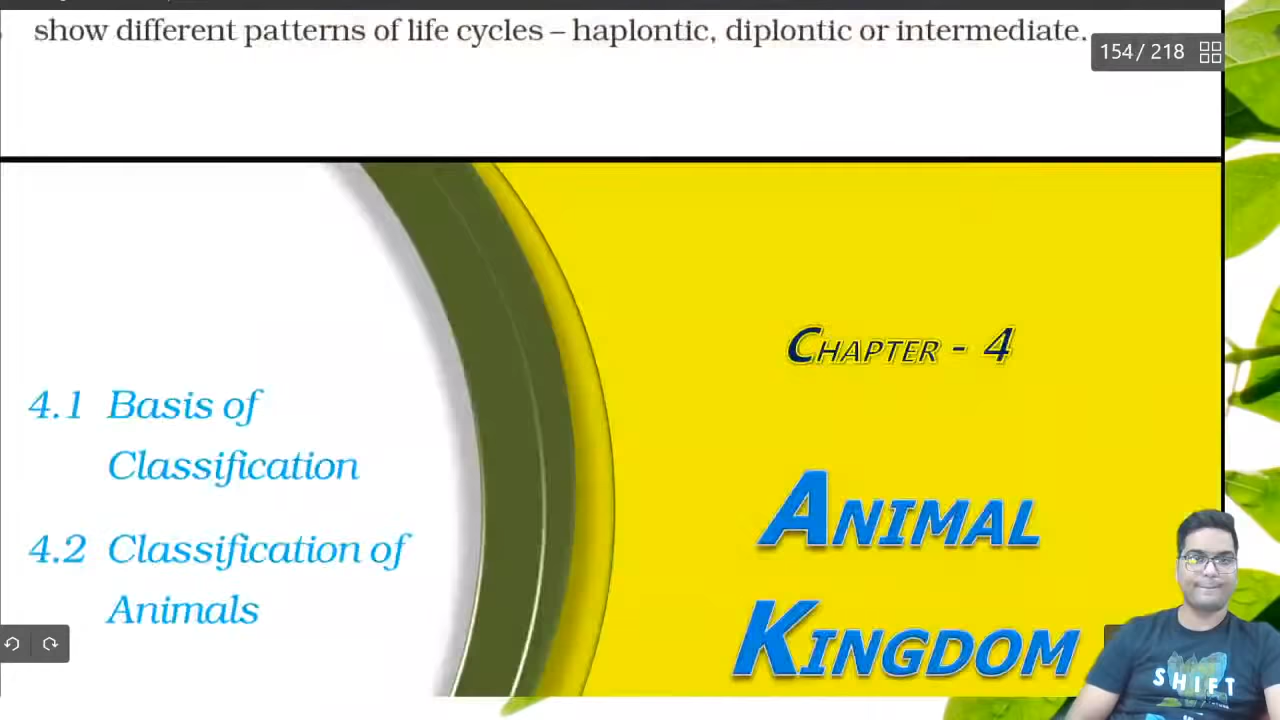 show different patterns of life cycles – haplontic, diplontic or intermediate.
154 / 218
CHAPTER - 4
4.1 Basis of
Classification
4.2 Classification of
Animals
ANIMAL
KINGDOM
SHIFT